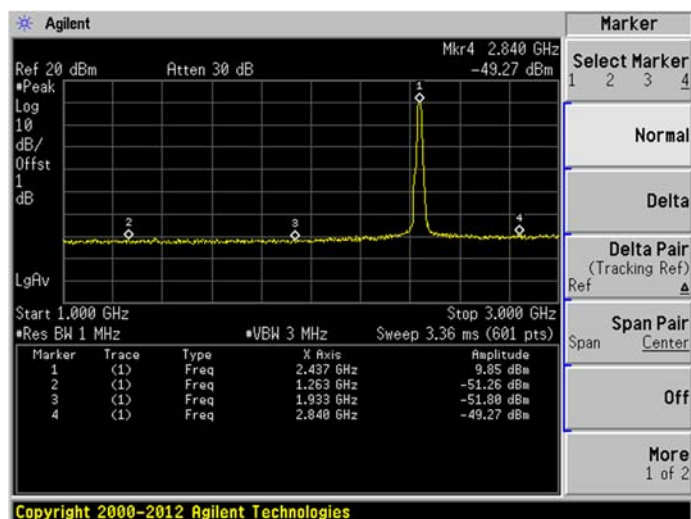 Agilent
Marker
Mkr4 2.840 GHz
Ref 20 dBm Atten 30 dB -49.27 dBm
Select Marker
1 2 3 4
#Peak
Log
10
dB/
Offst
1
dB
1
2
3
4
LgAv
Normal
Delta
Delta Pair
(Tracking Ref)
Ref Δ
Span Pair
Span Center
Off
More
1 of 2
Start 1.000 GHz Stop 3.000 GHz
#Res BW 1 MHz #VBW 3 MHz Sweep 3.36 ms (601 pts)
Marker Trace Type X Axis Amplitude
1 (1) Freq 2.437 GHz 9.85 dBm
2 (1) Freq 1.263 GHz -51.26 dBm
3 (1) Freq 1.933 GHz -51.80 dBm
4 (1) Freq 2.840 GHz -49.27 dBm
Copyright 2000-2012 Agilent Technologies